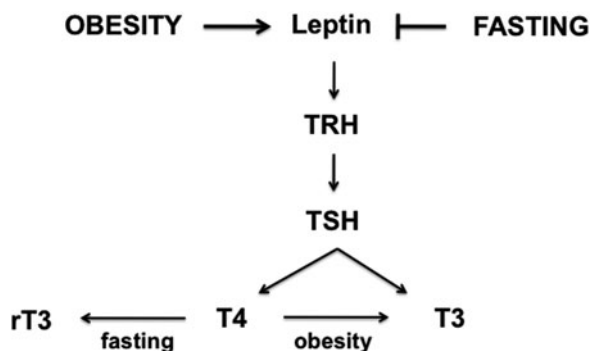 OBESITY Leptin FASTING
TRH
TSH
rT3 T4 T3
fasting obesity